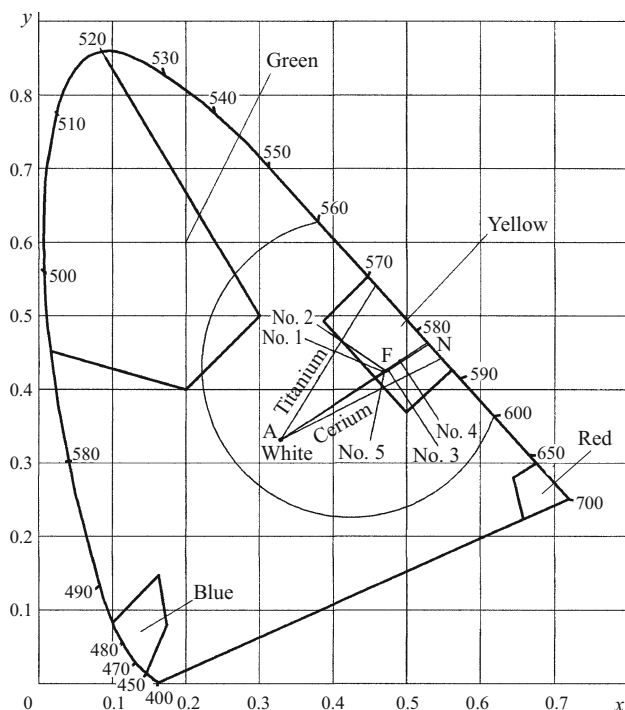 y
520
530
Green
0.8
510
540
0.7
550
560
Yellow
0.6
570
500
0.5
No. 2
580
No. 1
F
N
Titanium
590
0.4
A
Cerium
No. 4
600
White
No. 5
No. 3
0.3
650
Red
580
700
0.2
490
Blue
0.1
480
470
450
0
400
0.1
0.2
0.3
0.4
0.5
0.6
0.7
x